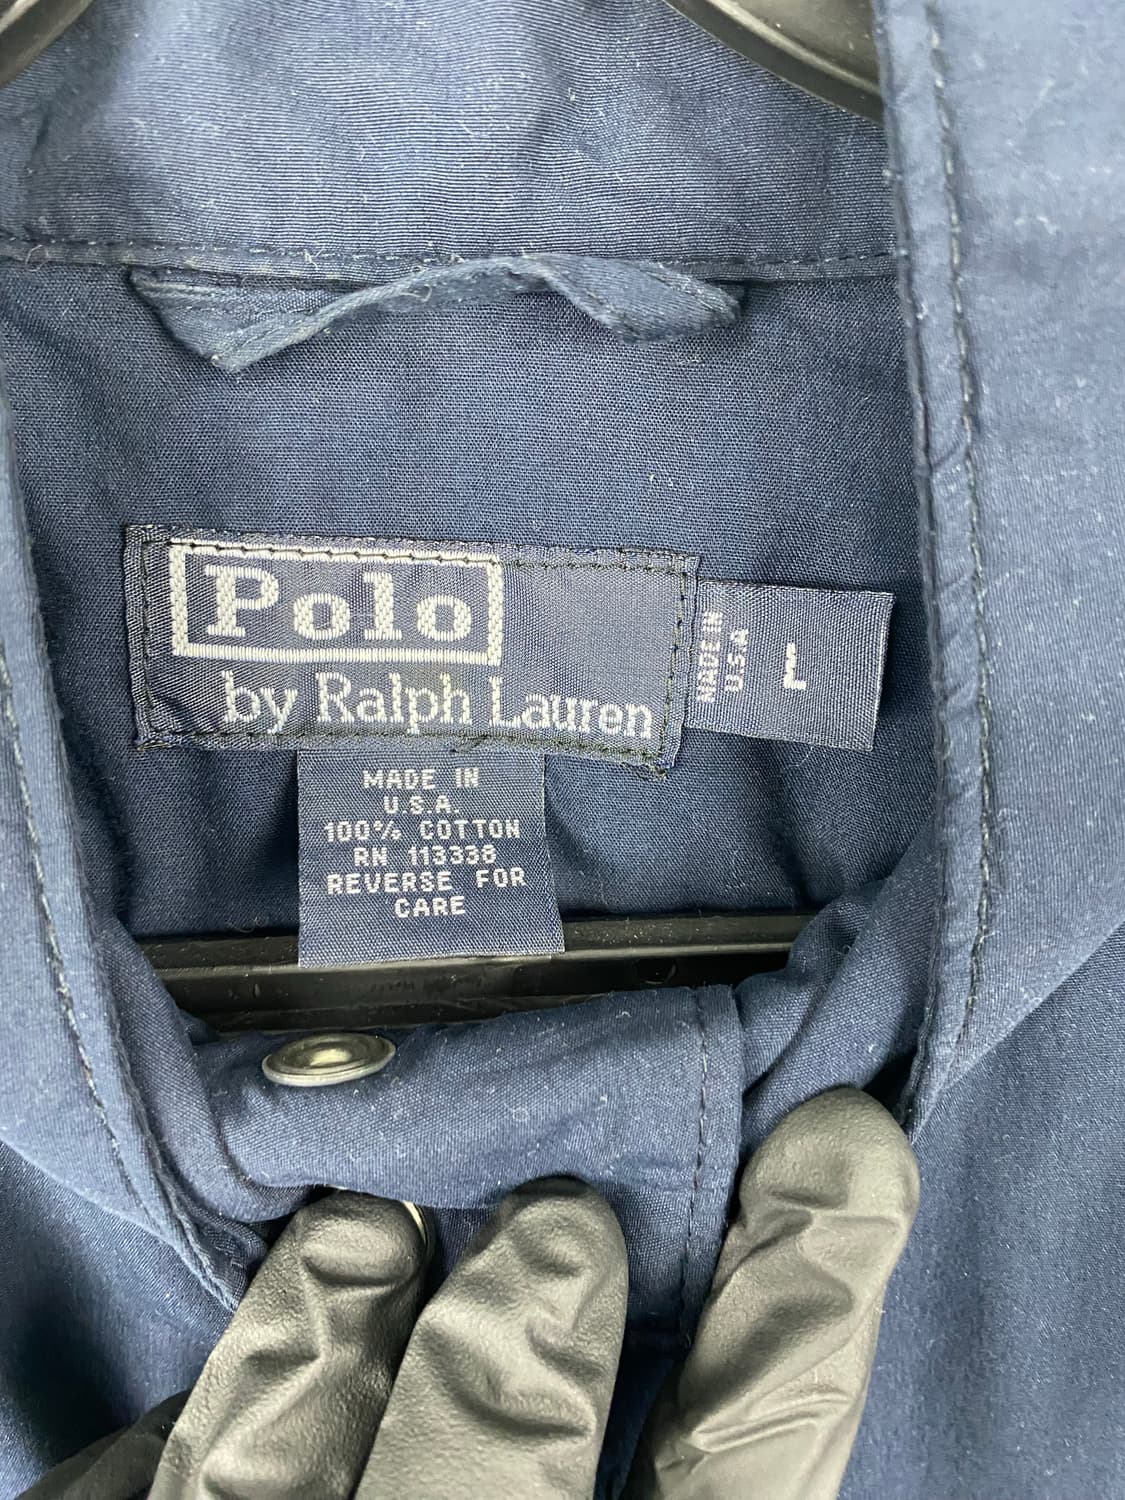 Polo
by Ralph Lauren
MADE IN
U.S.A
L
MADE IN
U.S.A.
100% COTTON
RN 113338
REVERSE FOR
CARE